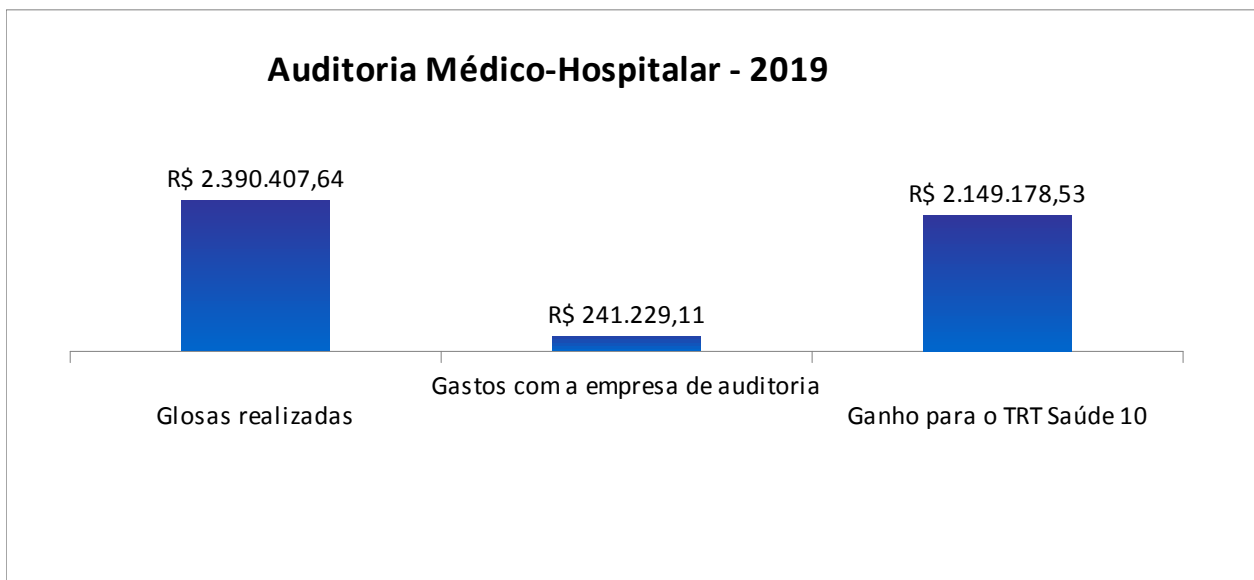 Auditoria Médico-Hospitalar - 2019
R$ 2.390.407,64
R$ 241.229,11
R$ 2.149.178,53
Glosas realizadas
Gastos com a empresa de auditoria
Ganho para o TRT Saúde 10